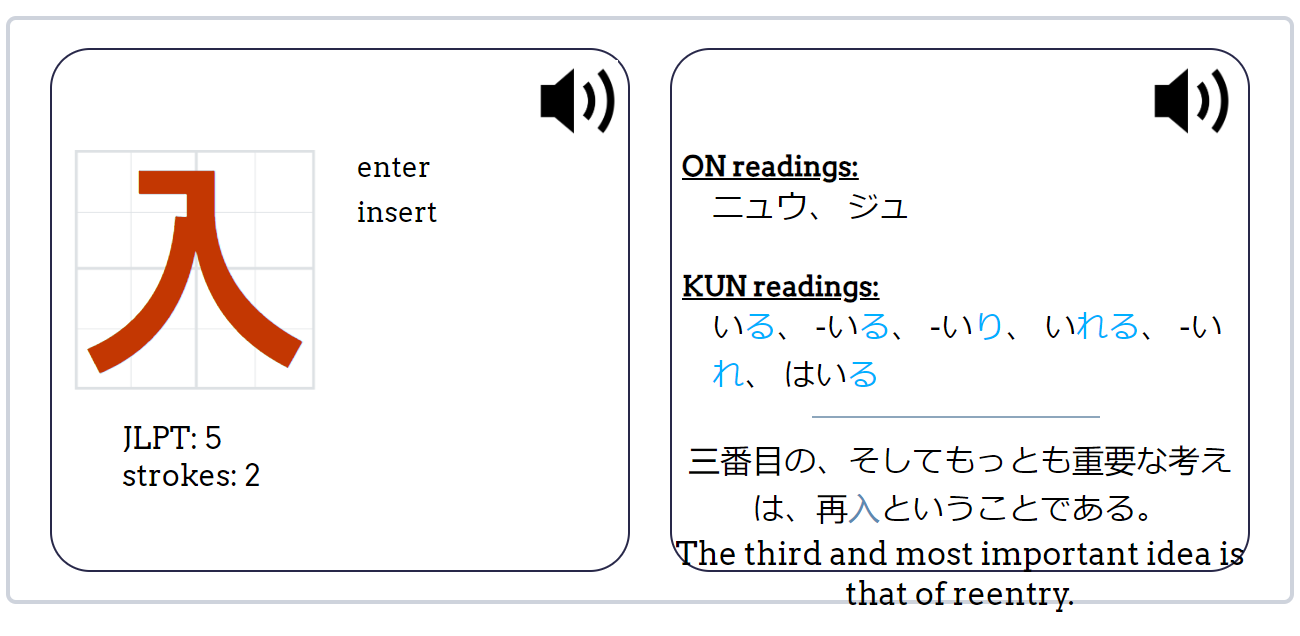 入
enter
insert
JLPT: 5
strokes: 2
ON readings:
ニュウ、 ジュ
KUN readings:
いる、 -いる、 -いり、 いれる、 -い
れ、 はいる
三番目の、そしてもっとも重要な考え
は、再入ということである。
The third and most important idea is
that of reentry.